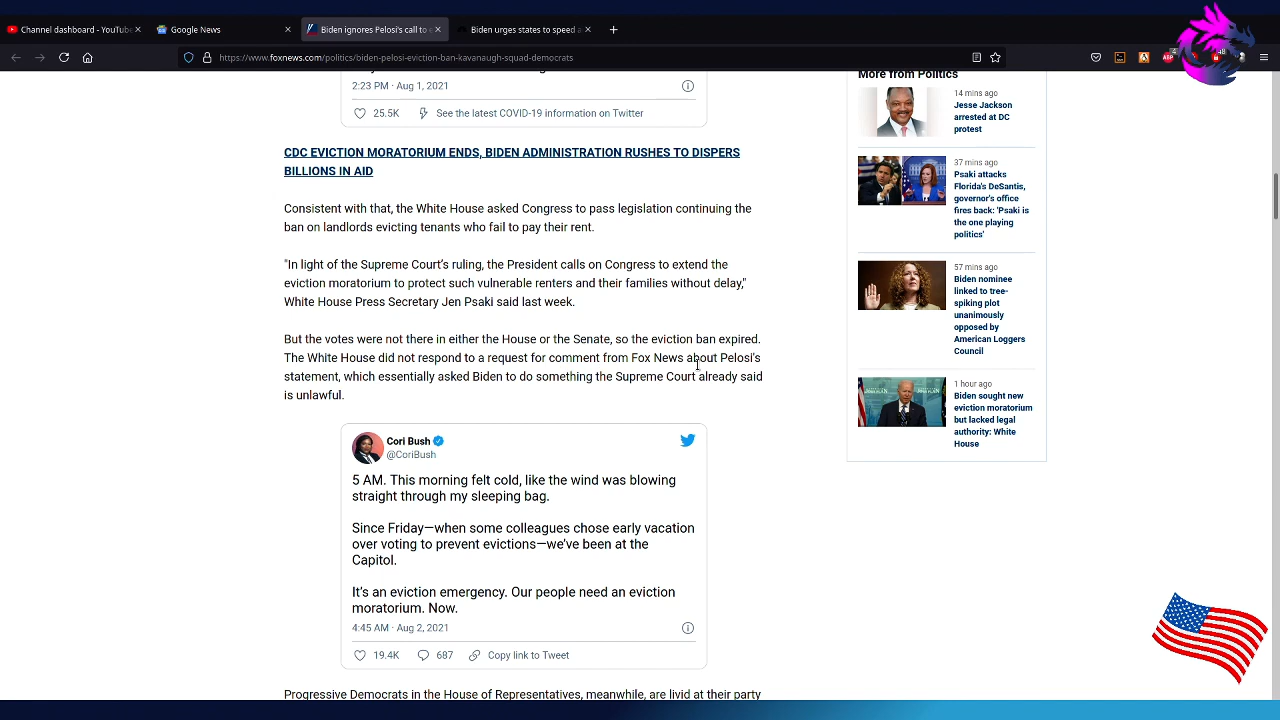 Channel dashboard - YouTube
Google News
Biden ignores Pelosi's call to e
Biden urges states to speed a
https://www.foxnews.com/politics/biden-pelosi-eviction-ban-kavanaugh-squad-democrats
2:23 PM · Aug 1, 2021
25.5K See the latest COVID-19 information on Twitter
CDC EVICTION MORATORIUM ENDS, BIDEN ADMINISTRATION RUSHES TO DISPERS
BILLIONS IN AID
Consistent with that, the White House asked Congress to pass legislation continuing the
ban on landlords evicting tenants who fail to pay their rent.
"In light of the Supreme Court's ruling, the President calls on Congress to extend the
eviction moratorium to protect such vulnerable renters and their families without delay,"
White House Press Secretary Jen Psaki said last week.
But the votes were not there in either the House or the Senate, so the eviction ban expired.
The White House did not respond to a request for comment from Fox News about Pelosi's
statement, which essentially asked Biden to do something the Supreme Court already said
is unlawful.
Cori Bush
@CoriBush
5 AM. This morning felt cold, like the wind was blowing
straight through my sleeping bag.
Since Friday—when some colleagues chose early vacation
over voting to prevent evictions—we've been at the
Capitol.
It's an eviction emergency. Our people need an eviction
moratorium. Now.
4:45 AM · Aug 2, 2021
19.4K 687 Copy link to Tweet
Progressive Democrats in the House of Representatives, meanwhile, are livid at their party
More from Politics
14 mins ago
Jesse Jackson
arrested at DC
protest
37 mins ago
Psaki attacks
Florida's DeSantis,
governor's office
fires back: 'Psaki is
the one playing
politics'
57 mins ago
Biden nominee
linked to tree-
spiking plot
unanimously
opposed by
American Loggers
Council
1 hour ago
Biden sought new
eviction moratorium
but lacked legal
authority: White
House